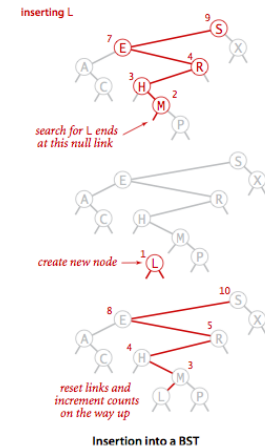 inserting L
9
7 S
E X
4
A 3 R
C H 2
M
search for L ends P
at this null link
S
E X
A R
C H
M
1 P
create new node L
10
8 S
E X
5
A 4 R
C H 3
M
reset links and L P
increment counts
on the way up
Insertion into a BST